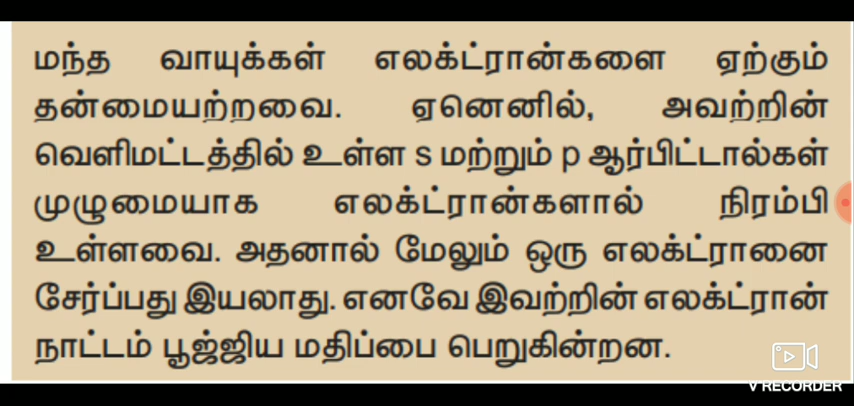 மந்த வாயுக்கள் எலக்ட்ரான்களை ஏற்கும்
தன்மையற்றவை. ஏனெனில், அவற்றின்
வெளிமட்டத்தில் உள்ள s மற்றும் p ஆர்பிட்டால்கள்
முழுமையாக எலக்ட்ரான்களால் நிரம்பி
உள்ளவை. அதனால் மேலும் ஒரு எலக்ட்ரானை
சேர்ப்பது இயலாது. எனவே இவற்றின் எலக்ட்ரான்
நாட்டம் பூஜ்ஜிய மதிப்பை பெறுகின்றன.
V RECORDER